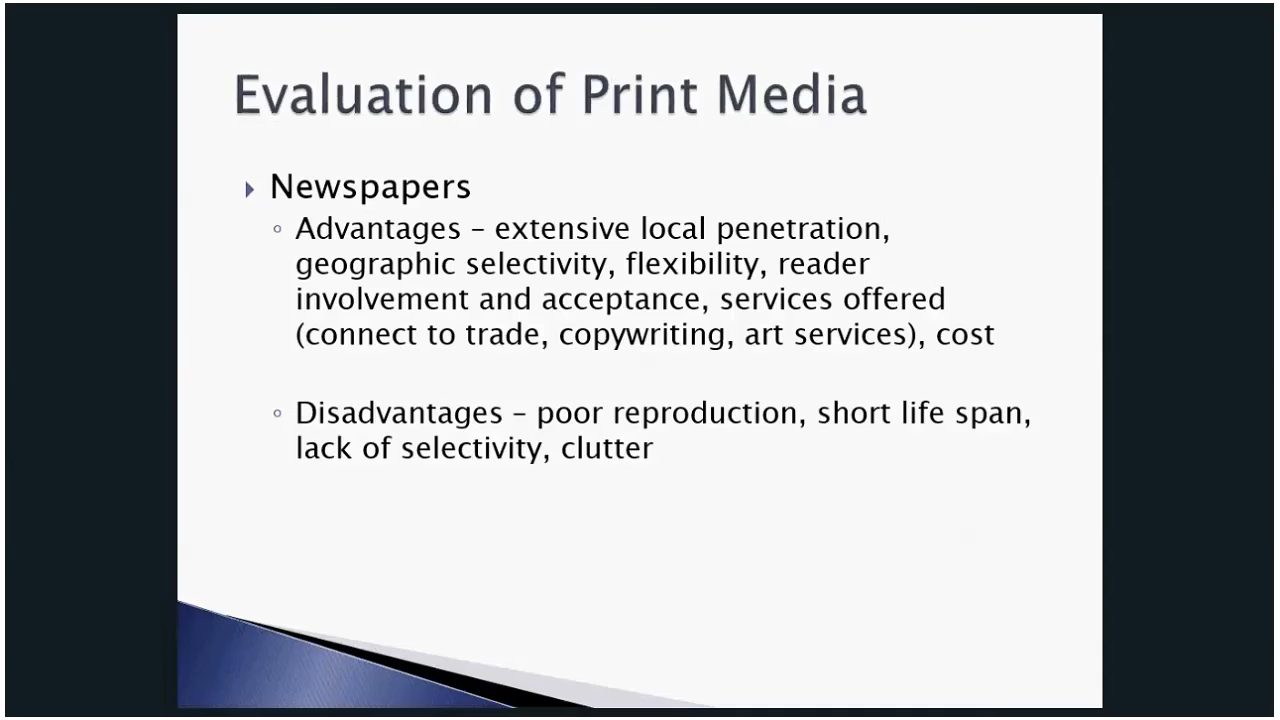 Evaluation of Print Media
Newspapers
Advantages – extensive local penetration,
geographic selectivity, flexibility, reader
involvement and acceptance, services offered
(connect to trade, copywriting, art services), cost
Disadvantages – poor reproduction, short life span,
lack of selectivity, clutter